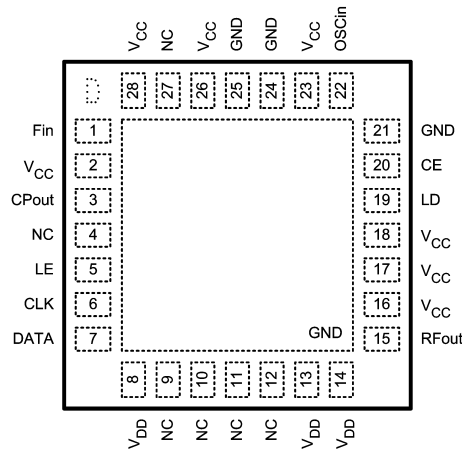 VCC NC VCC GND GND VCC OSCin
28 27 26 25 24 23 22
Fin 1 21 GND
VCC 2 20 CE
CPout 3 19 LD
NC 4 18 VCC
LE 5 17 VCC
CLK 6 16 VCC
DATA 7 GND 15 RFout
8 9 10 11 12 13 14
VDD NC NC NC NC VDD VDD